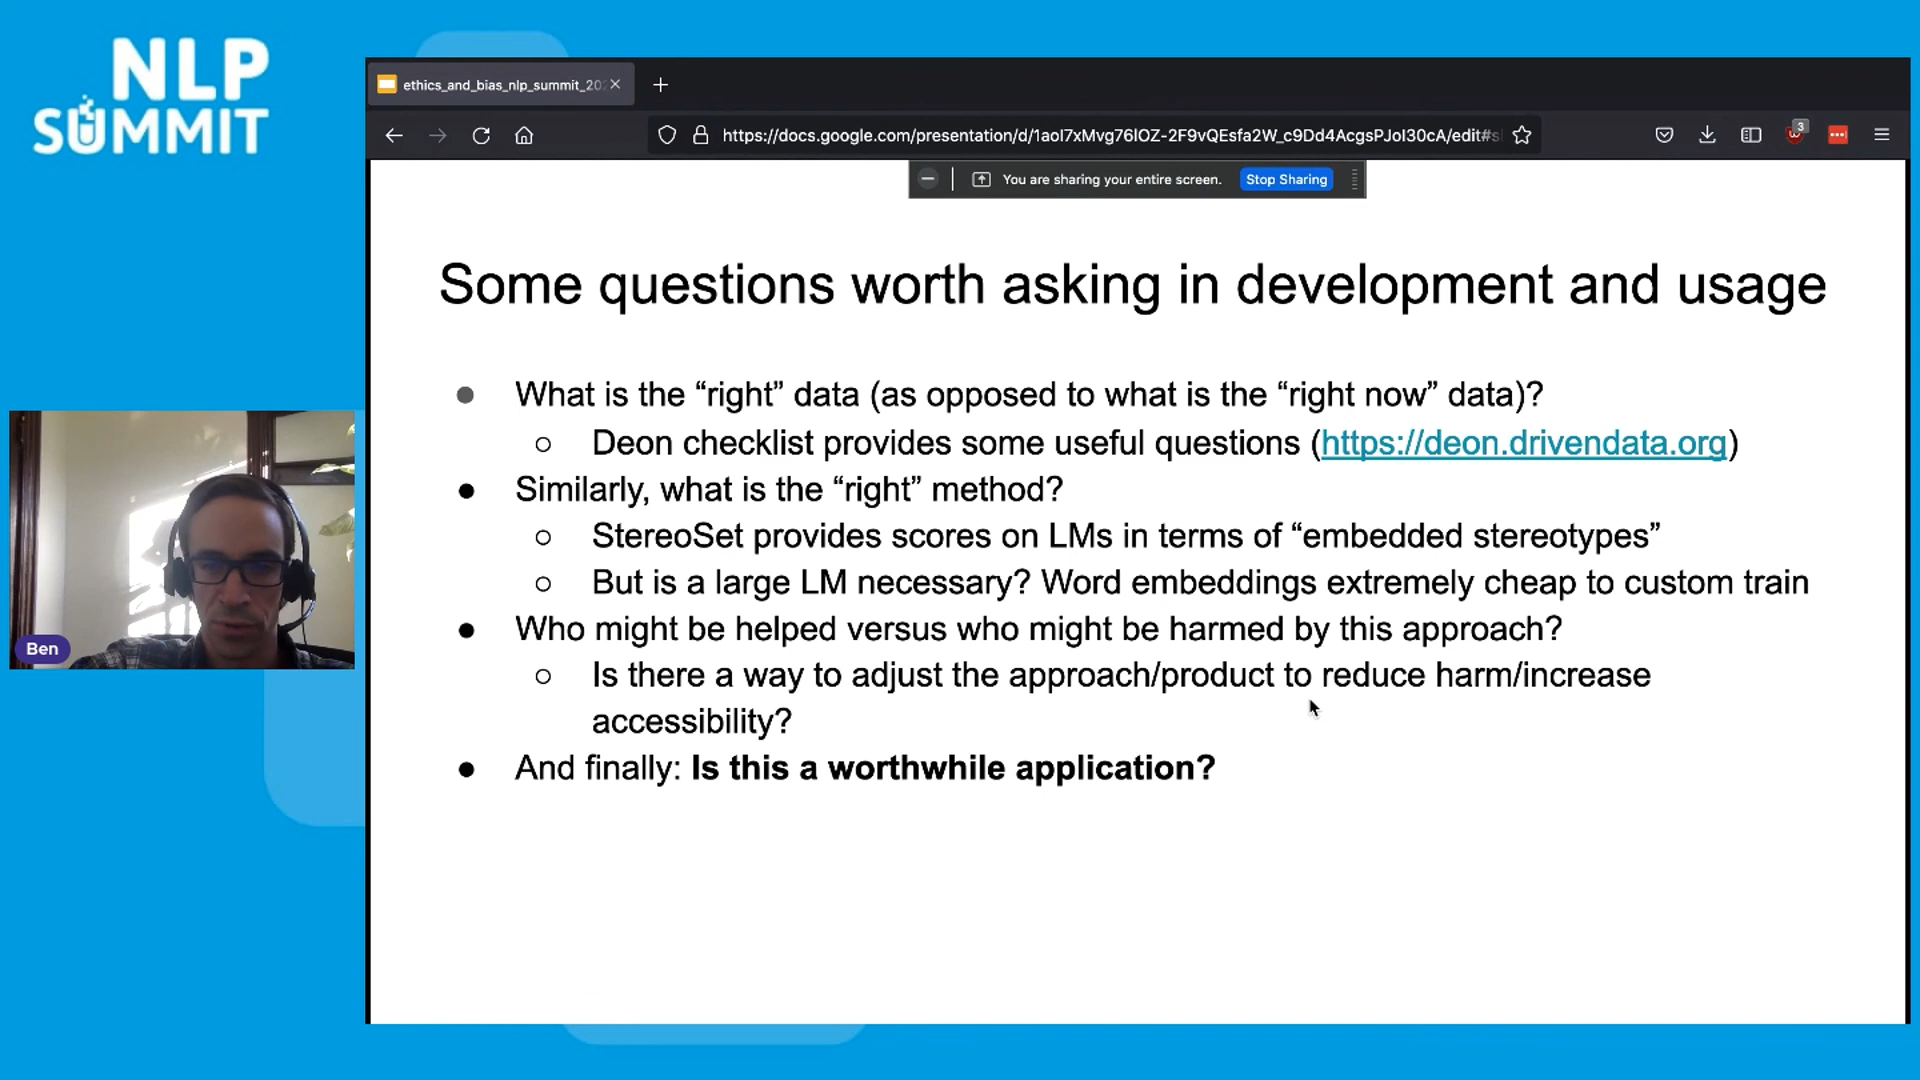 NLP
SUMMIT
ethics_and_bias_nlp_summit_20
https://docs.google.com/presentation/d/1aoI7xMvg76IOZ-2F9vQEsfa2W_c9Dd4AcgsPJoI30cA/edit#s
3
You are sharing your entire screen. Stop Sharing
Some questions worth asking in development and usage
● What is the “right” data (as opposed to what is the “right now” data)?
○ Deon checklist provides some useful questions (https://deon.drivendata.org)
● Similarly, what is the “right” method?
○ StereoSet provides scores on LMs in terms of “embedded stereotypes”
○ But is a large LM necessary? Word embeddings extremely cheap to custom train
● Who might be helped versus who might be harmed by this approach?
○ Is there a way to adjust the approach/product to reduce harm/increase
accessibility?
● And finally: Is this a worthwhile application?
Ben